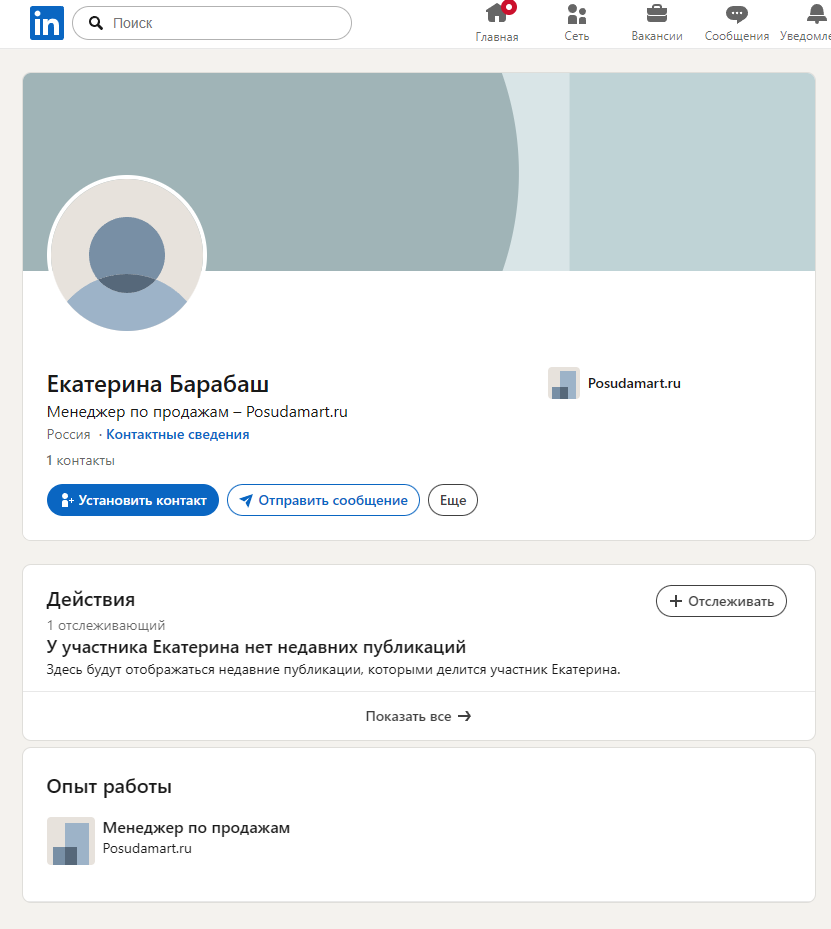 in
Поиск
Главная
Сеть
Вакансии
Сообщения
Уведомле
Екатерина Барабаш
Posudamart.ru
Менеджер по продажам – Posudamart.ru
Россия · Контактные сведения
1 контакты
Установить контакт
Отправить сообщение
Еще
Действия
Отслеживать
1 отслеживающий
У участника Екатерина нет недавних публикаций
Здесь будут отображаться недавние публикации, которыми делится участник Екатерина.
Показать все →
Опыт работы
Менеджер по продажам
Posudamart.ru